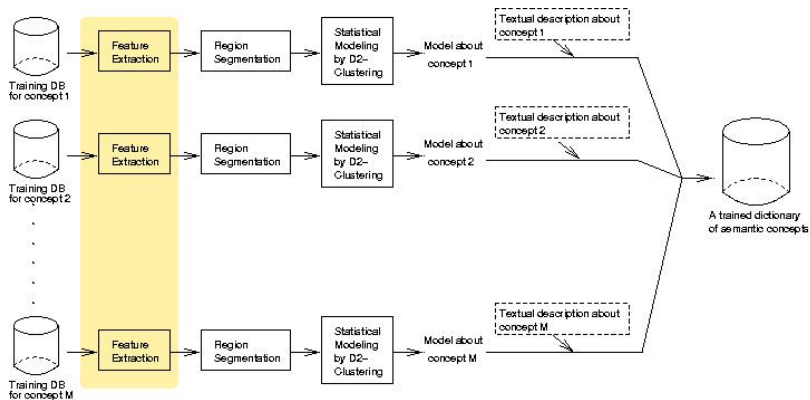 Textual description about
concept 1
Feature
Extraction
Region
Segmentation
Statistical
Modeling
by D2-
Clustering
Model about
concept 1
Training DB
for concept 1
Textual description about
concept 2
Feature
Extraction
Region
Segmentation
Statistical
Modeling
by D2-
Clustering
Model about
concept 2
Training DB
for concept 2
A trained dictionary
of semantic concepts
Textual description about
concept M
Feature
Extraction
Region
Segmentation
Statistical
Modeling
by D2-
Clustering
Model about
concept M
Training DB
for concept M